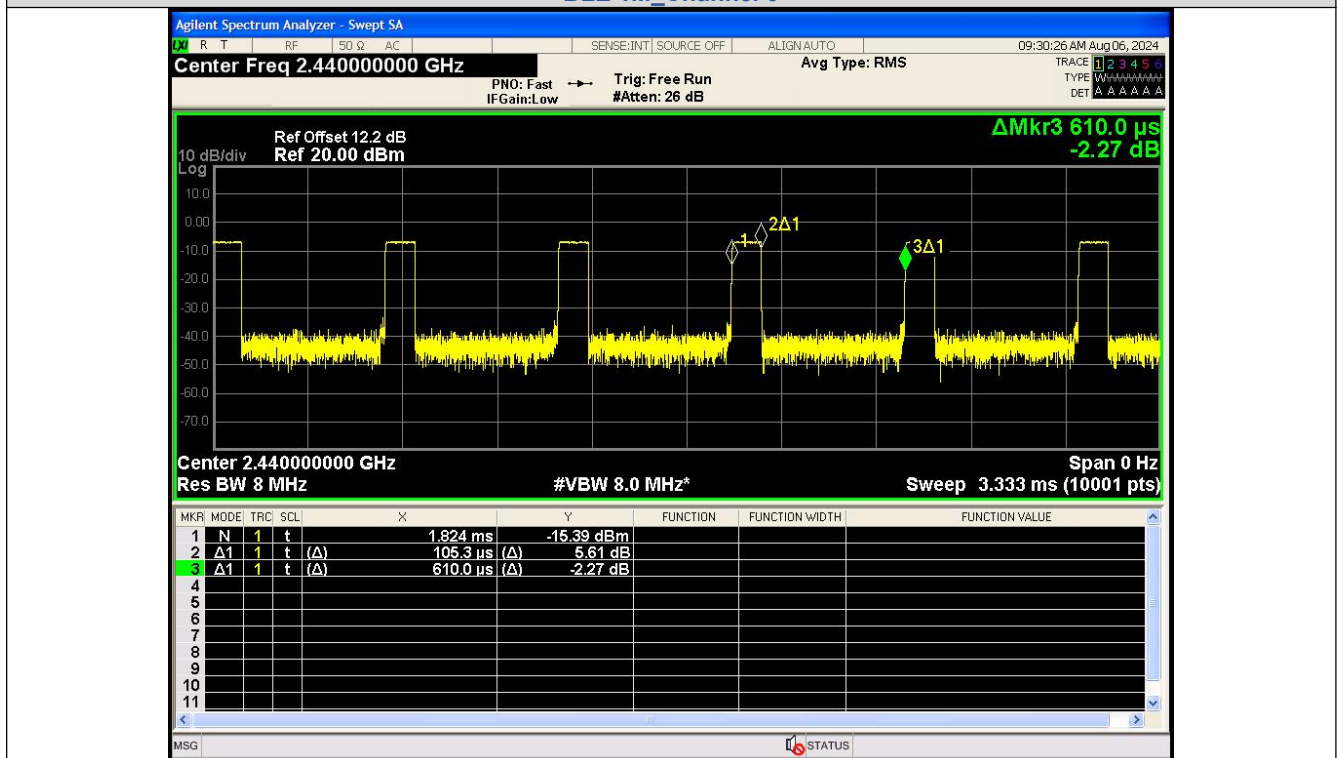 Agilent Spectrum Analyzer - Swept SA
LXI R T RF 50 Ω AC SENSE:INT SOURCE OFF ALIGN AUTO 09:30:26 AM Aug 06, 2024
Center Freq 2.440000000 GHz Avg Type: RMS TRACE 1 2 3 4 5 6
PNO: Fast Trig: Free Run TYPE WWWWWW
IFGain:Low #Atten: 26 dB DET A A A A A A
ΔMkr3 610.0 µs
Ref Offset 12.2 dB
10 dB/div Ref 20.00 dBm -2.27 dB
Log
10.0
0.00
2Δ1
1
3Δ1
-10.0
-20.0
-30.0
-40.0
-50.0
-60.0
-70.0
Center 2.440000000 GHz Span 0 Hz
Res BW 8 MHz #VBW 8.0 MHz* Sweep 3.333 ms (10001 pts)
MKR MODE TRC SCL X Y FUNCTION FUNCTION WIDTH FUNCTION VALUE
1 N 1 t 1.824 ms -15.39 dBm
2 Δ1 1 t (Δ) 105.3 µs (Δ) 5.61 dB
3 Δ1 1 t (Δ) 610.0 µs (Δ) -2.27 dB
4
5
6
7
8
9
10
11
MSG STATUS